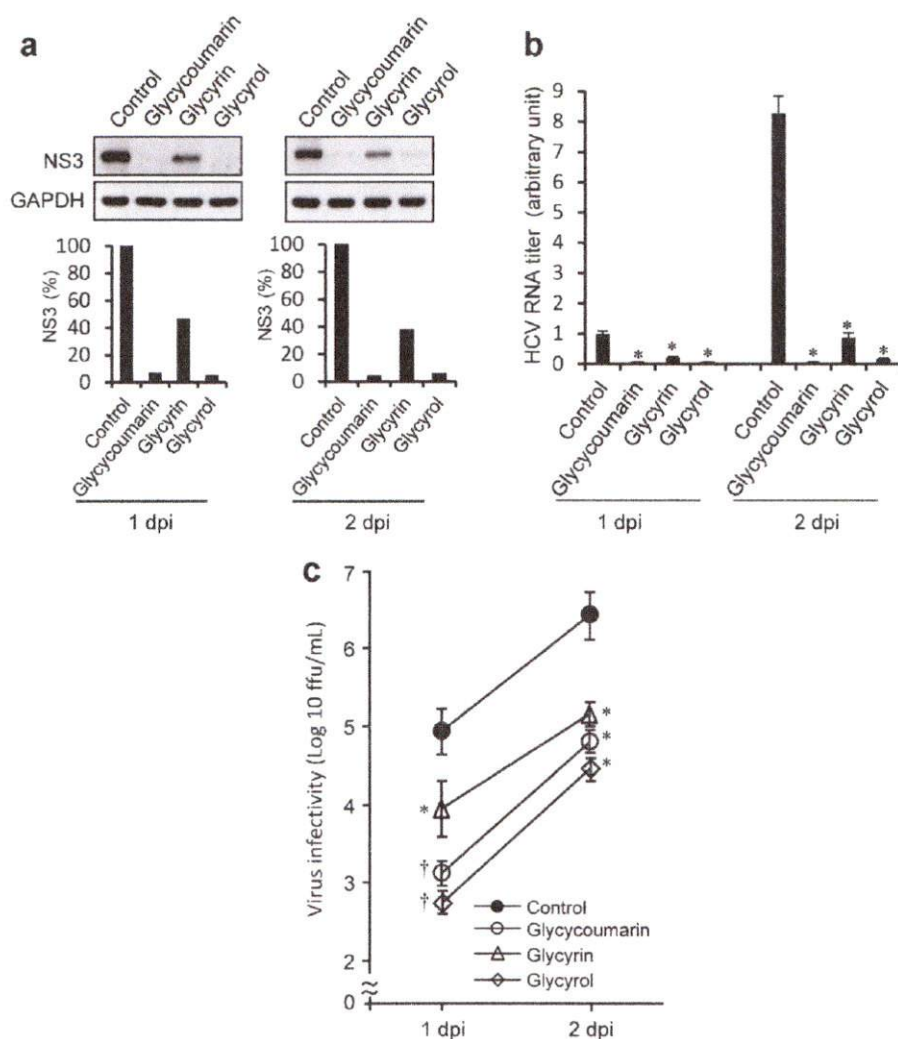 a
Control
Glycycoumarin
Glycyrin
Glycyrol
Control
Glycycoumarin
Glycyrin
Glycyrol
NS3
GAPDH
NS3 (%)
100
80
60
40
20
0
Control
Glycycoumarin
Glycyrin
Glycyrol
1 dpi
NS3 (%)
100
80
60
40
20
0
Control
Glycycoumarin
Glycyrin
Glycyrol
2 dpi
b
HCV RNA titer (arbitrary unit)
9
8
7
6
5
4
3
2
1
0
*
*
*
*
*
*
Control
Glycycoumarin
Glycyrin
Glycyrol
1 dpi
Control
Glycycoumarin
Glycyrin
Glycyrol
2 dpi
c
Virus infectivity (Log 10 ffu/mL)
7
6
5
4
3
2
0
*
†
†
*
*
*
Control
Glycycoumarin
Glycyrin
Glycyrol
1 dpi
2 dpi